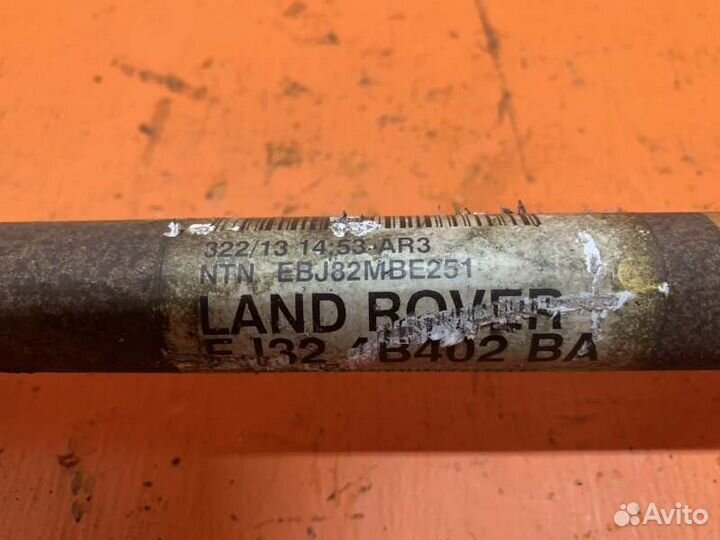 322/13 14.53 AR3
NTN EBJ82MBE251
LAND ROVER
EJ32 4B402 BA
Avito